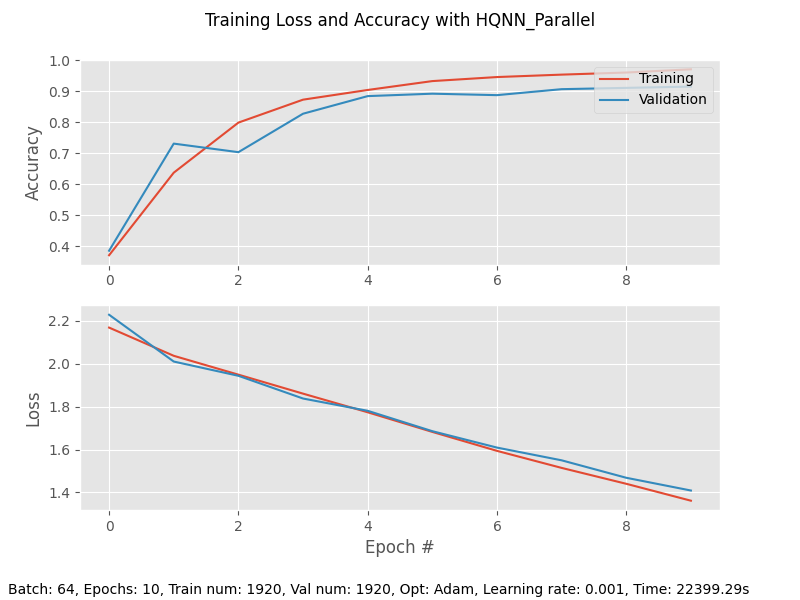 Training Loss and Accuracy with HQNN_Parallel
Accuracy
1.0
0.9
0.8
0.7
0.6
0.5
0.4
Training
Validation
0 2 4 6 8
Loss
2.2
2.0
1.8
1.6
1.4
0 2 4 6 8
Epoch #
Batch: 64, Epochs: 10, Train num: 1920, Val num: 1920, Opt: Adam, Learning rate: 0.001, Time: 22399.29s